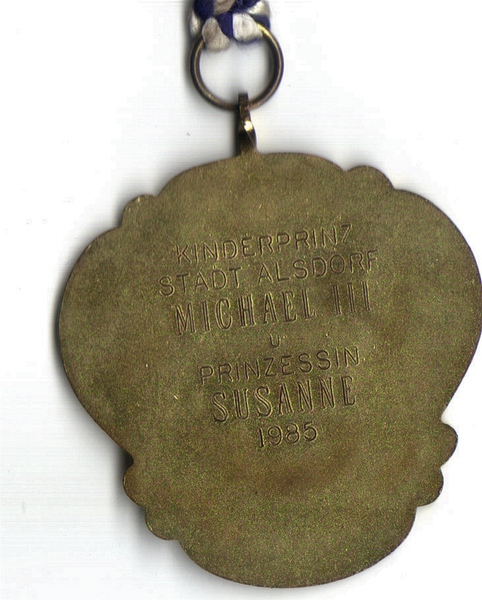 KINDERPRINZ
STADT ALSDORF
MICHAEL III
U
PRINZESSIN
SUSANNE
1985